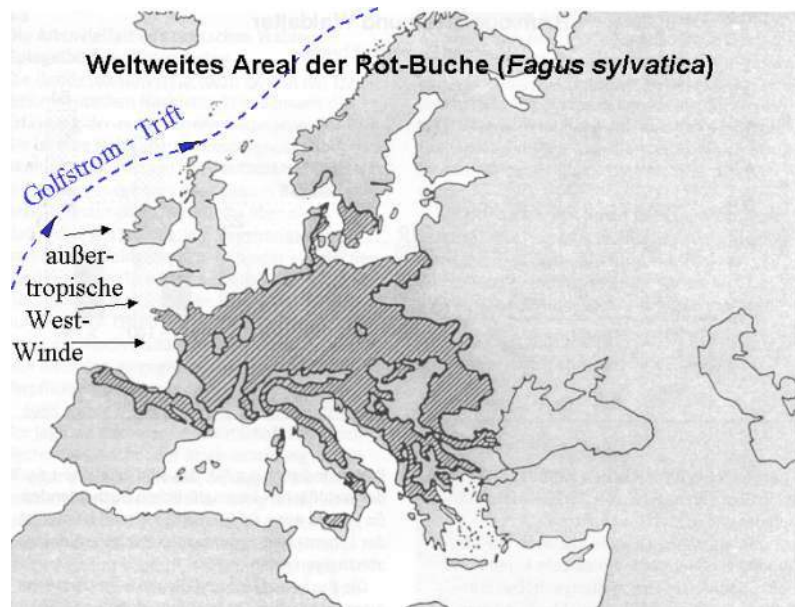 Weltweites Areal der Rot-Buche (Fagus sylvatica)
Golfstrom - Trift
außer-
tropische
West-
Winde